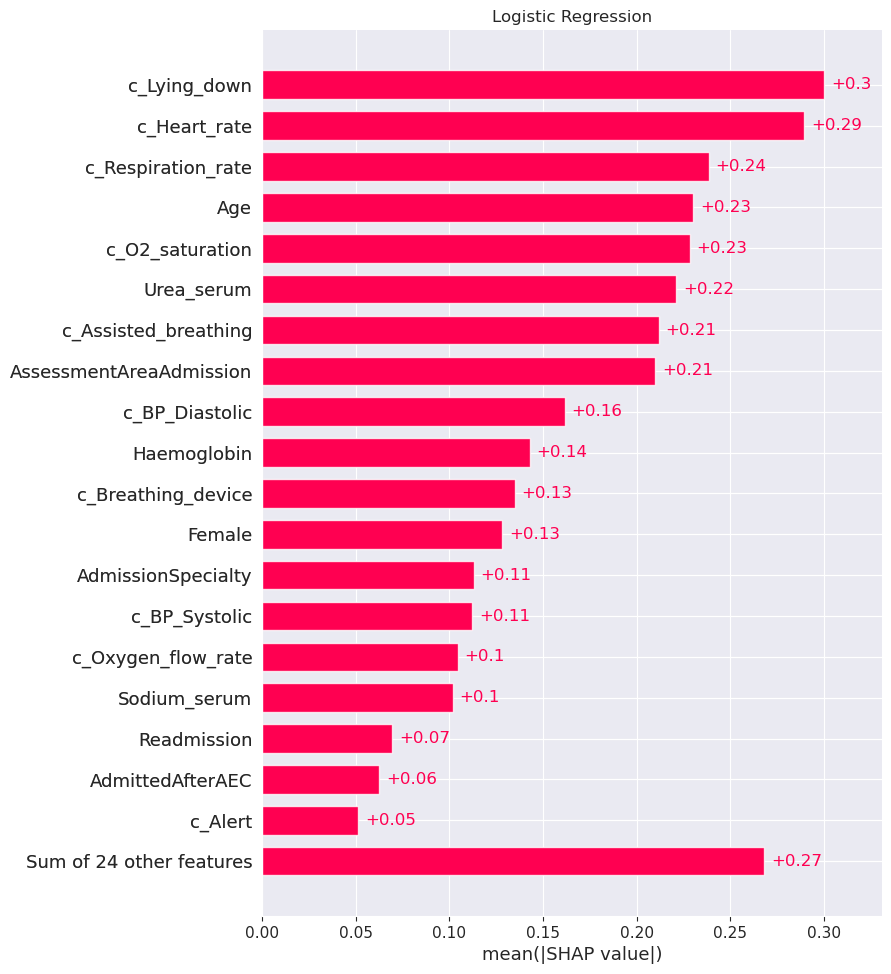 Logistic Regression
c_Lying_down +0.3
c_Heart_rate +0.29
c_Respiration_rate +0.24
Age +0.23
c_O2_saturation +0.23
Urea_serum +0.22
c_Assisted_breathing +0.21
AssessmentAreaAdmission +0.21
c_BP_Diastolic +0.16
Haemoglobin +0.14
c_Breathing_device +0.13
Female +0.13
AdmissionSpecialty +0.11
c_BP_Systolic +0.11
c_Oxygen_flow_rate +0.1
Sodium_serum +0.1
Readmission +0.07
AdmittedAfterAEC +0.06
c_Alert +0.05
Sum of 24 other features +0.27
0.00 0.05 0.10 0.15 0.20 0.25 0.30
mean(|SHAP value|)